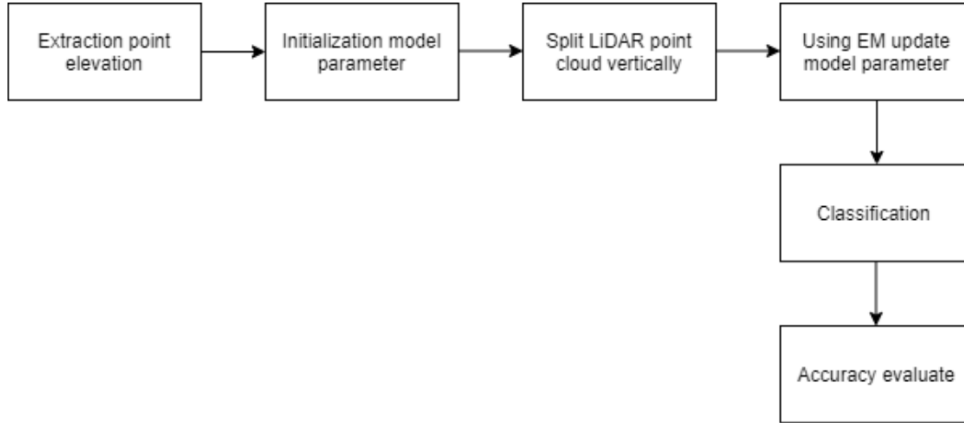 Extraction point
elevation
Initialization model
parameter
Split LiDAR point
cloud vertically
Using EM update
model parameter
Classification
Accuracy evaluate